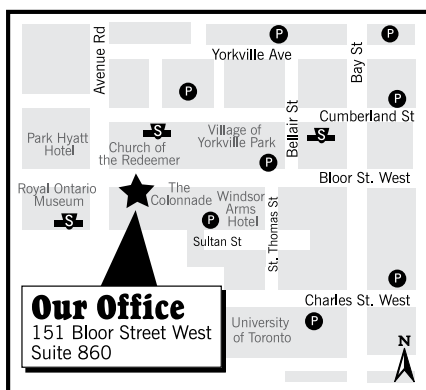 Avenue Rd
Yorkville Ave
Bay St
P
P
P
P
Cumberland St
Bellair St
S
S
Park Hyatt
Hotel
Church of
the Redeemer
Village of
Yorkville Park
P
Bloor St. West
Royal Ontario
Museum
S
The
Colonnade
Windsor
Arms
Hotel
P
St. Thomas St
Sultan St
P
Our Office
151 Bloor Street West
Suite 860
Charles St. West
University
of Toronto
P
N